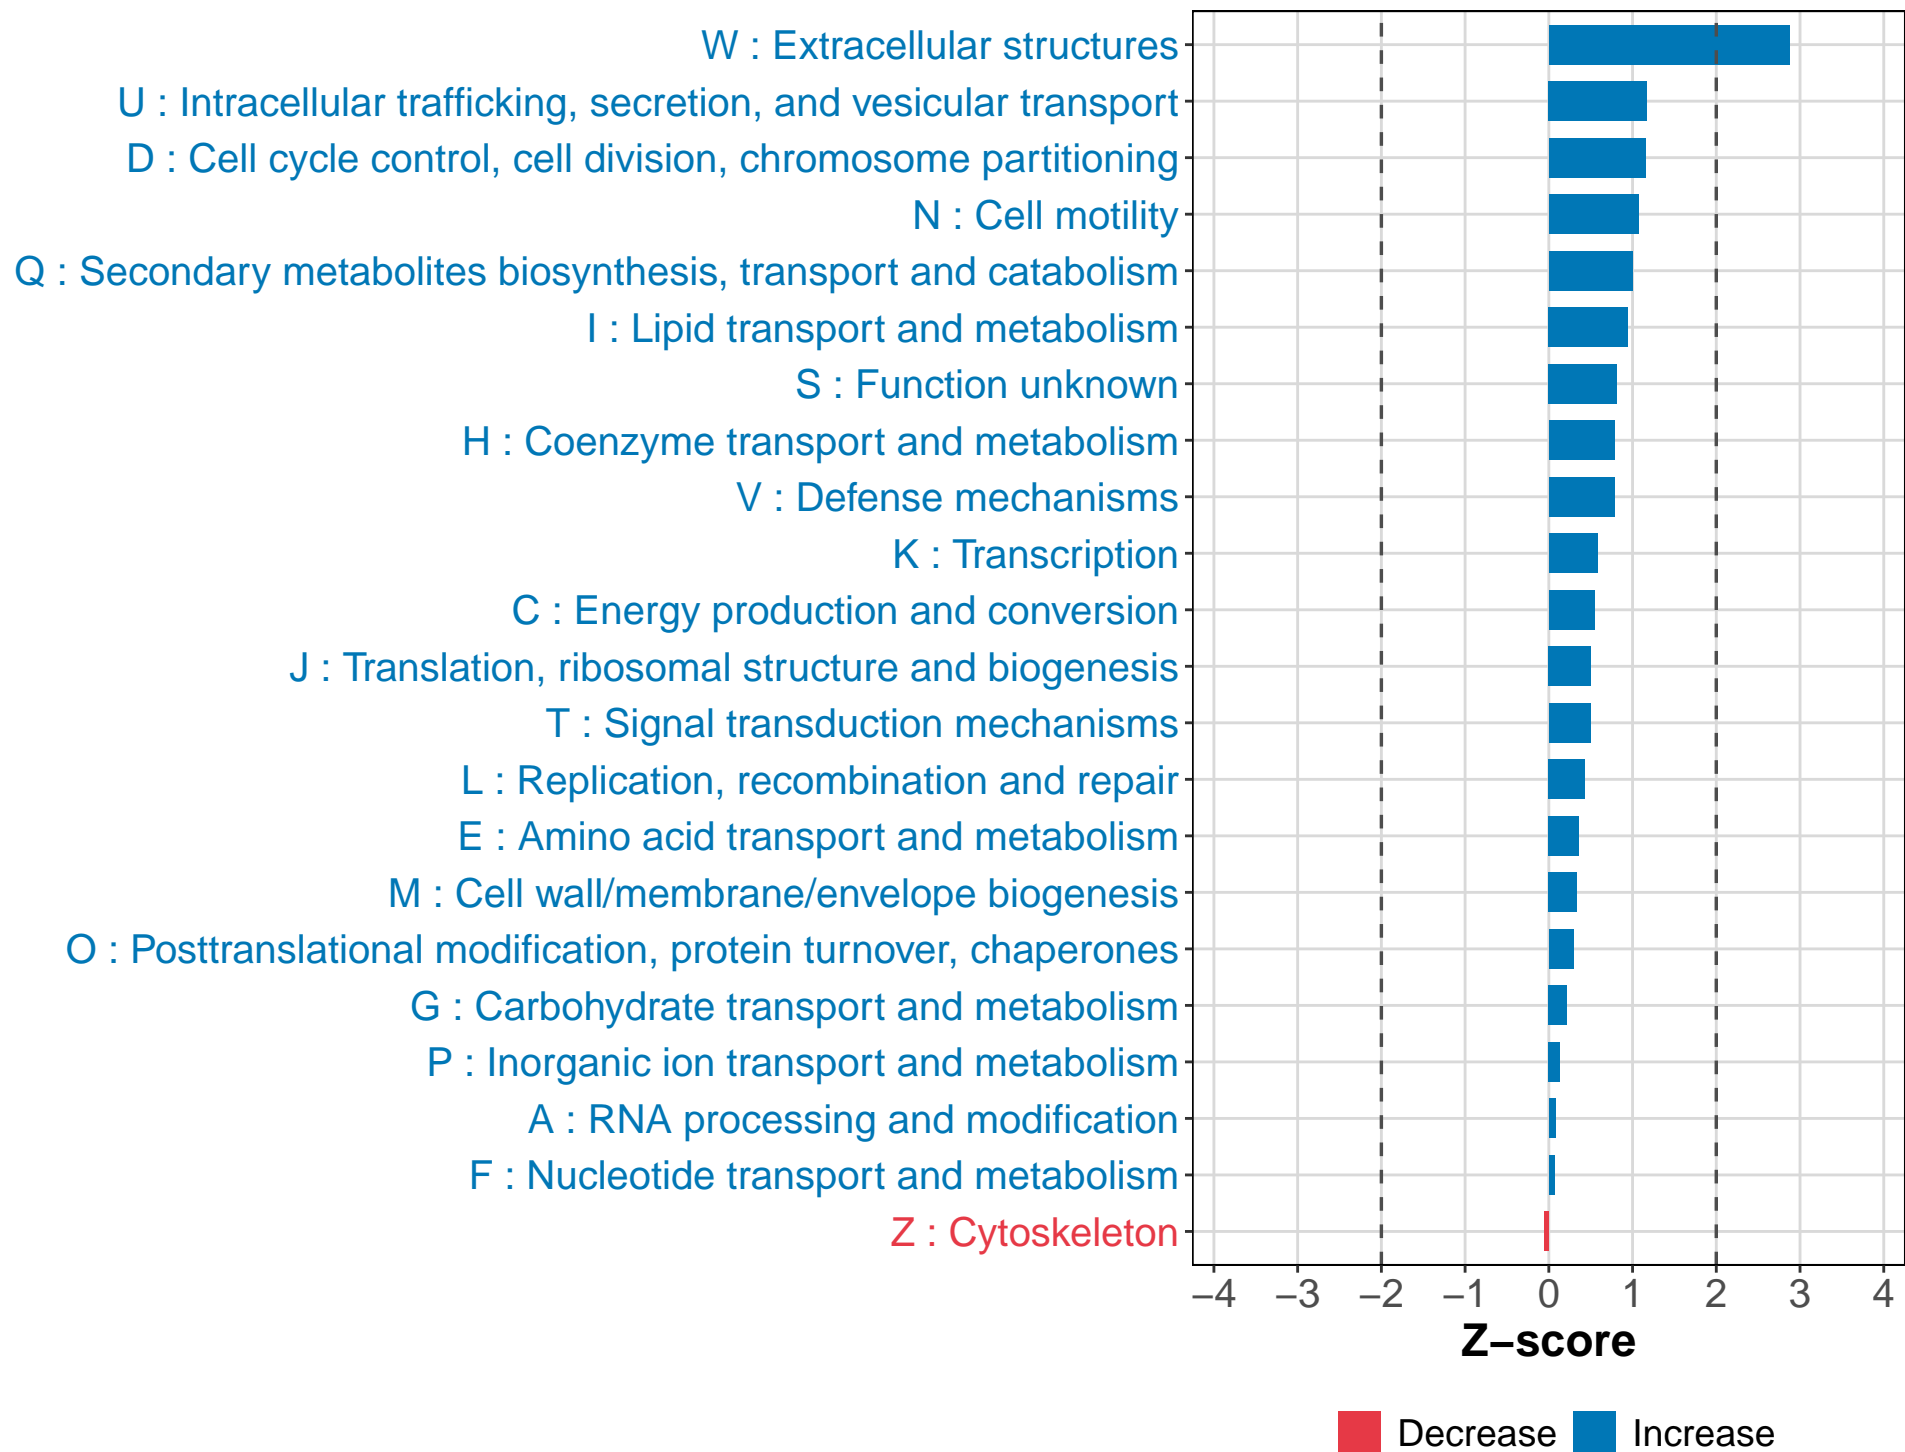 W : Extracellular structures
U : Intracellular trafficking, secretion, and vesicular transport
D : Cell cycle control, cell division, chromosome partitioning
N : Cell motility
Q : Secondary metabolites biosynthesis, transport and catabolism
I : Lipid transport and metabolism
S : Function unknown
H : Coenzyme transport and metabolism
V : Defense mechanisms
K : Transcription
C : Energy production and conversion
J : Translation, ribosomal structure and biogenesis
T : Signal transduction mechanisms
L : Replication, recombination and repair
E : Amino acid transport and metabolism
M : Cell wall/membrane/envelope biogenesis
O : Posttranslational modification, protein turnover, chaperones
G : Carbohydrate transport and metabolism
P : Inorganic ion transport and metabolism
A : RNA processing and modification
F : Nucleotide transport and metabolism
Z : Cytoskeleton
−4 −3 −2 −1 0 1 2 3 4
Z−score
Decrease Increase